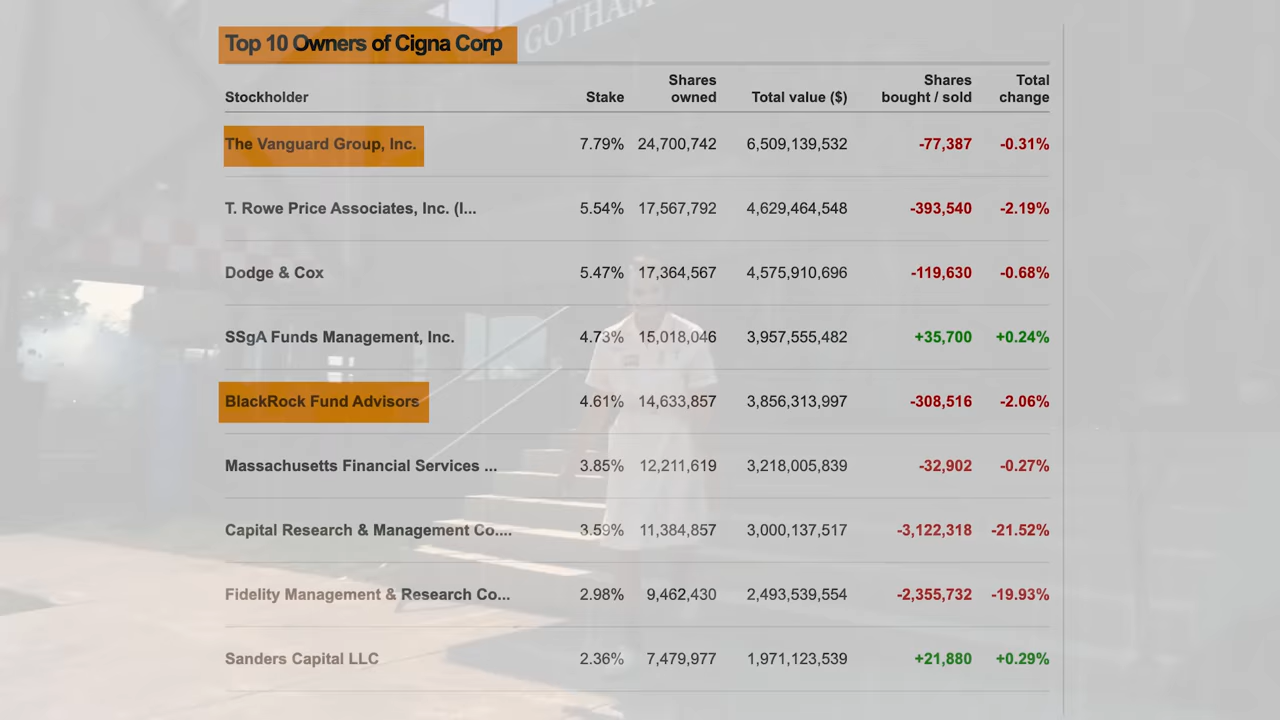 GOTHAM
Top 10 Owners of Cigna Corp
Stockholder Stake Shares owned Total value ($) Shares bought / sold Total change
The Vanguard Group, Inc. 7.79% 24,700,742 6,509,139,532 -77,387 -0.31%
T. Rowe Price Associates, Inc. (I... 5.54% 17,567,792 4,629,464,548 -393,540 -2.19%
Dodge & Cox 5.47% 17,364,567 4,575,910,696 -119,630 -0.68%
SSgA Funds Management, Inc. 4.73% 15,018,046 3,957,555,482 +35,700 +0.24%
BlackRock Fund Advisors 4.61% 14,633,857 3,856,313,997 -308,516 -2.06%
Massachusetts Financial Services ... 3.85% 12,211,619 3,218,005,839 -32,902 -0.27%
Capital Research & Management Co.... 3.59% 11,384,857 3,000,137,517 -3,122,318 -21.52%
Fidelity Management & Research Co... 2.98% 9,462,430 2,493,539,554 -2,355,732 -19.93%
Sanders Capital LLC 2.36% 7,479,977 1,971,123,539 +21,880 +0.29%